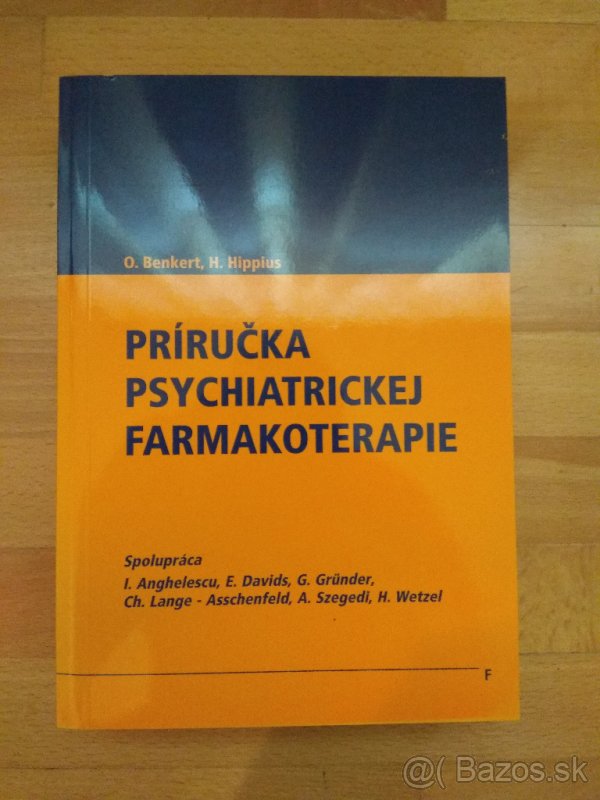 O. Benkert, H. Hippius
PRÍRUČKA
PSYCHIATRICKEJ
FARMAKOTERAPIE
Spolupráca
I. Anghelescu, E. Davids, G. Gründer,
Ch. Lange - Asschenfeld, A. Szegedi, H. Wetzel
F
@( Bazos.sk